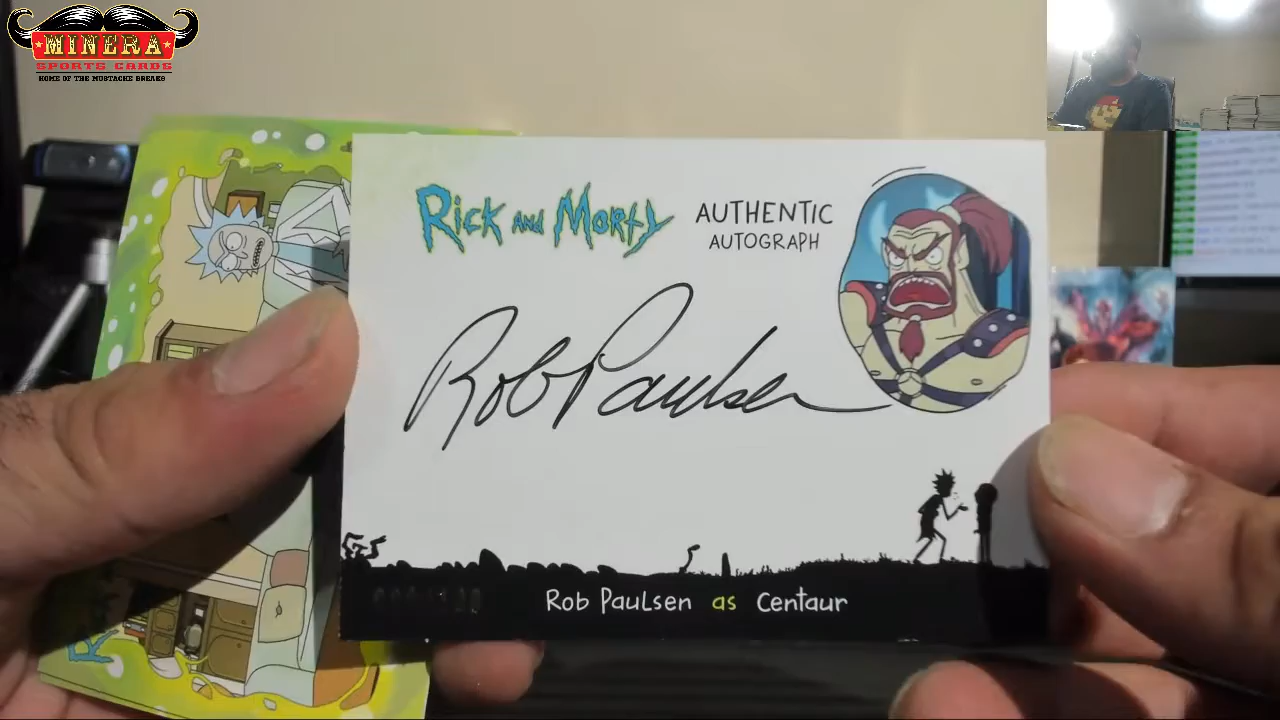 MINERA
SPORTS CARDS
HOME OF THE MUSTACHE BREAKS
RICK AND MORTY
AUTHENTIC
AUTOGRAPH
Rob Paulsen
Rob Paulsen as Centaur
R